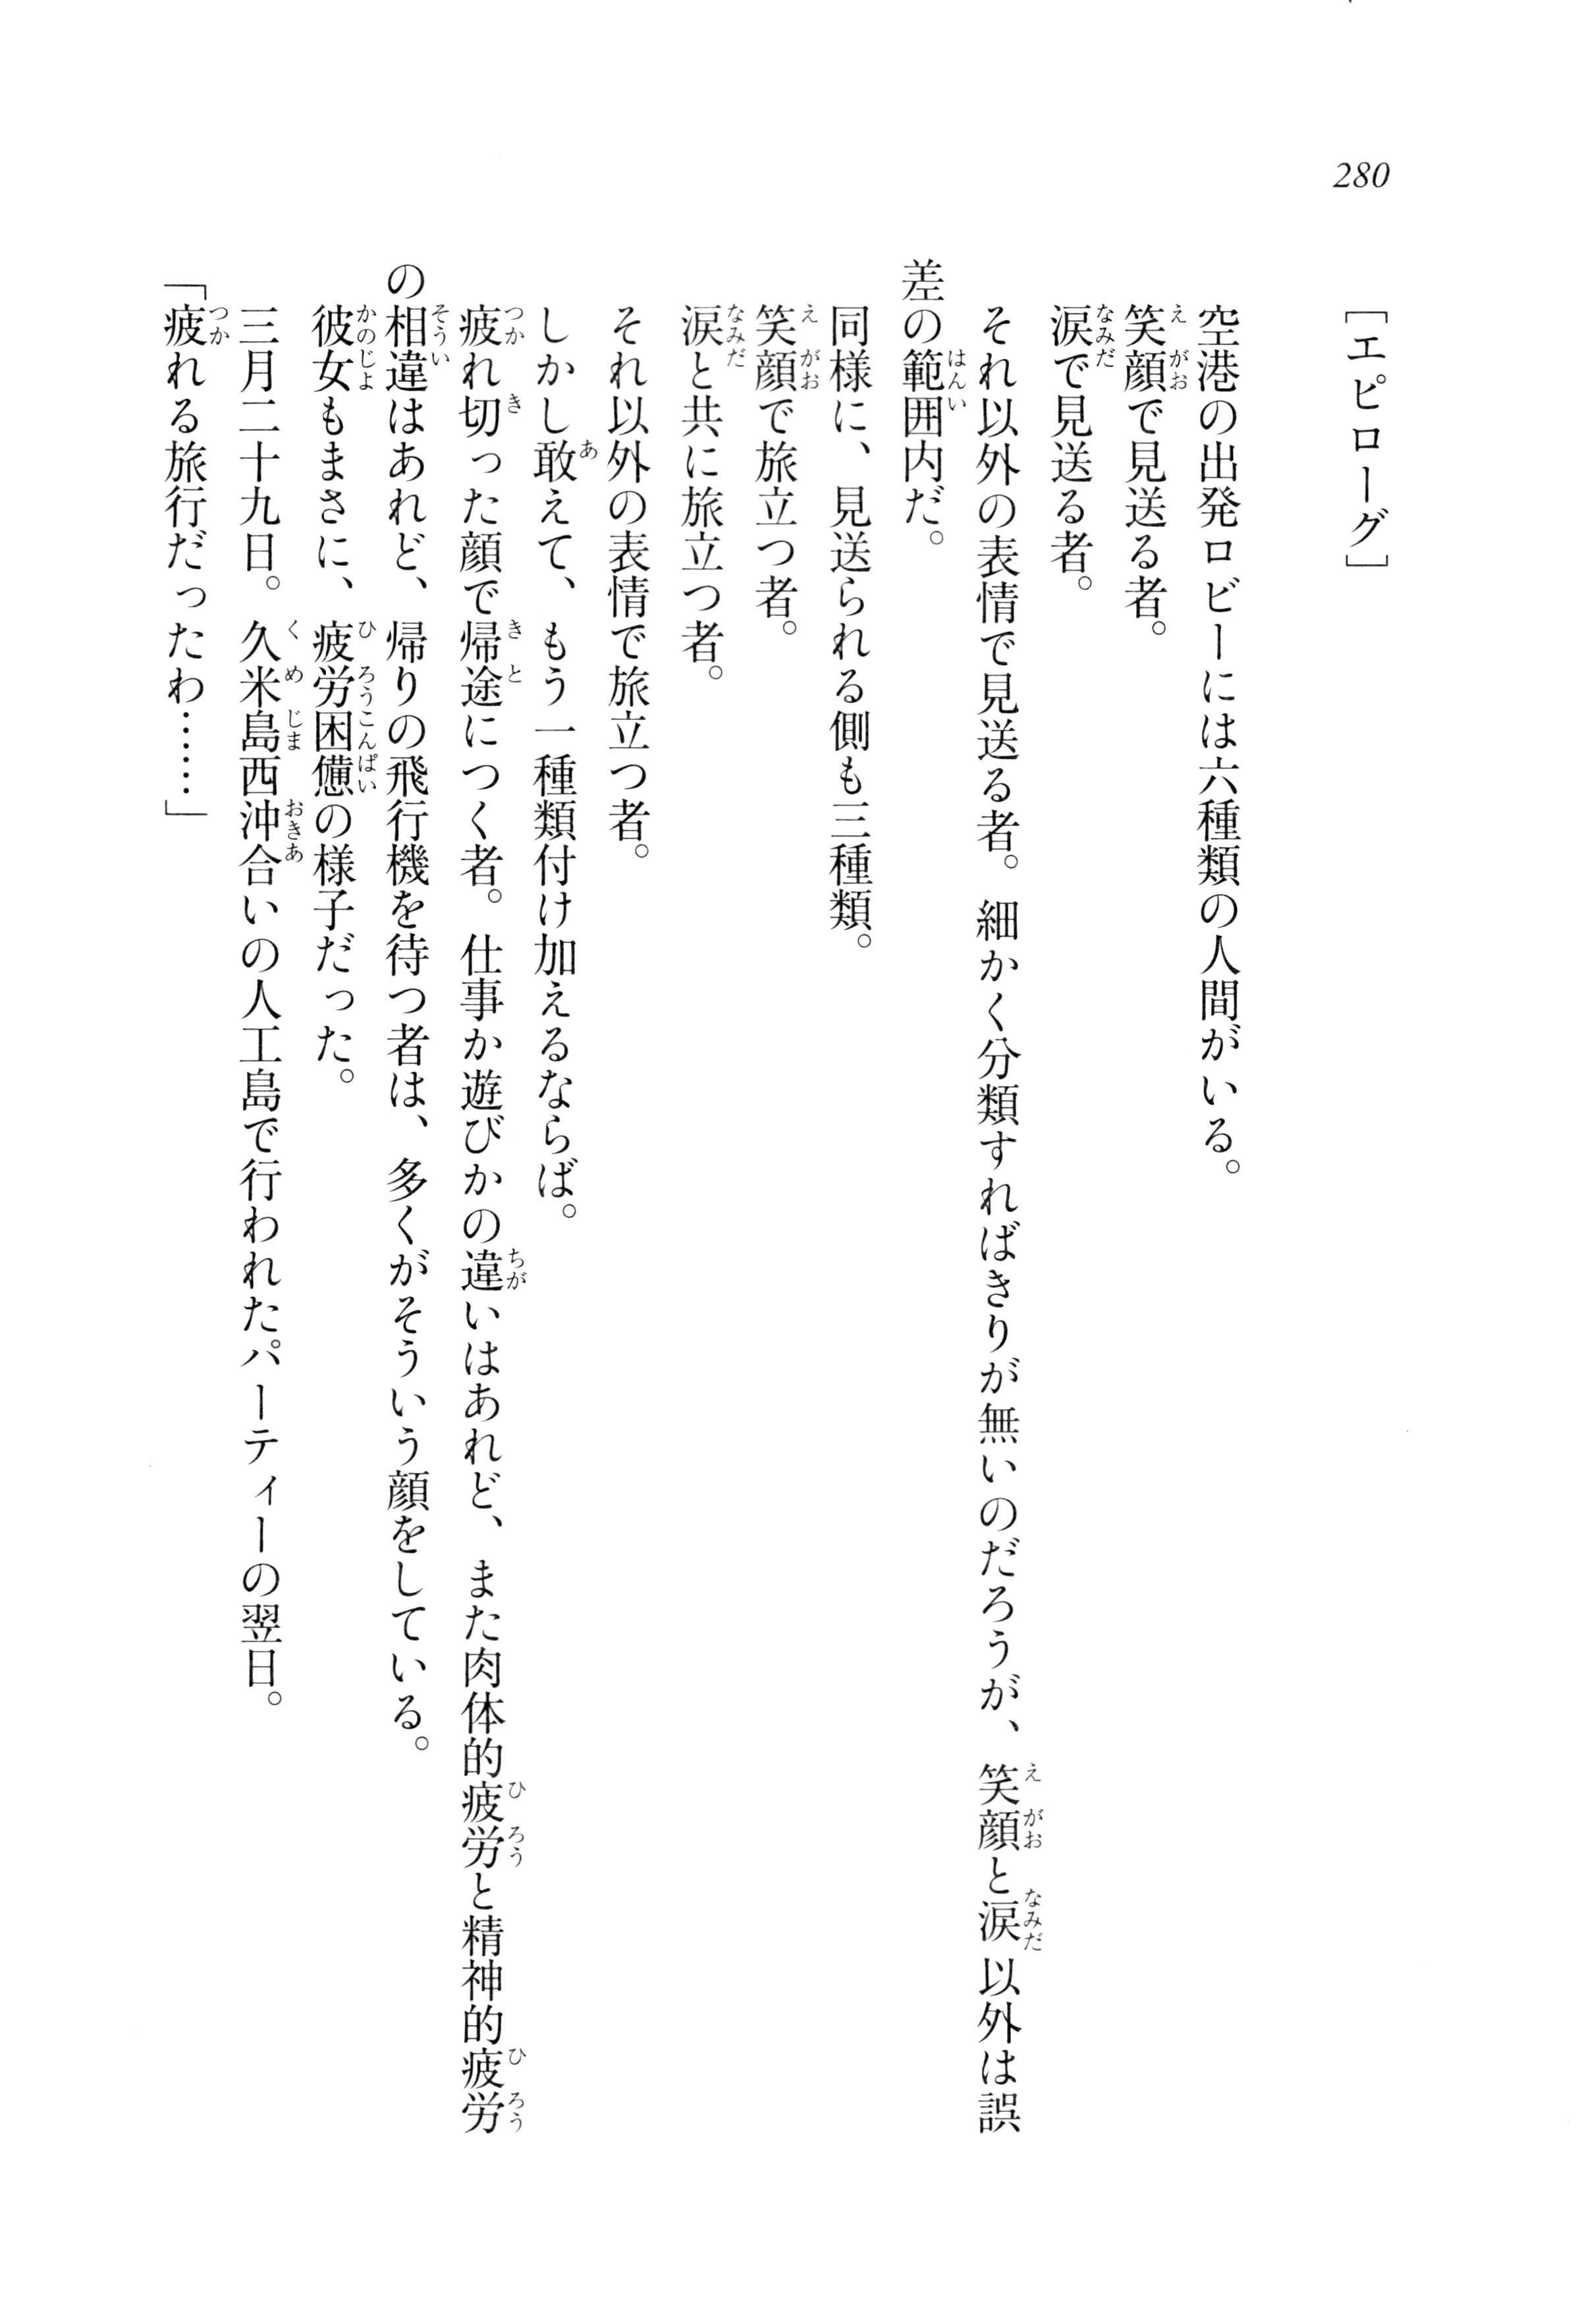 280
［エピローグ］
空港の出発ロビーには六種類の人間がいる。
笑顔で見送る者。
涙で見送る者。
それ以外の表情で見送る者。細かく分類すればきりが無いのだろうが、笑顔と涙以外は誤
差の範囲内だ。
同様に、見送られる側も三種類。
笑顔で旅立つ者。
涙と共に旅立つ者。
それ以外の表情で旅立つ者。
しかし敢えて、もう一種類付け加えるならば。
疲れ切った顔で帰途につく者。仕事か遊びかの違いはあれど、また肉体的疲労と精神的疲労
の相違はあれど、帰りの飛行機を待つ者は、多くがそういう顔をしている。
彼女もまさに、疲労困憊の様子だった。
三月二十九日。久米島西沖合いの人工島で行われたパーティーの翌日。
「疲れる旅行だったわ……」